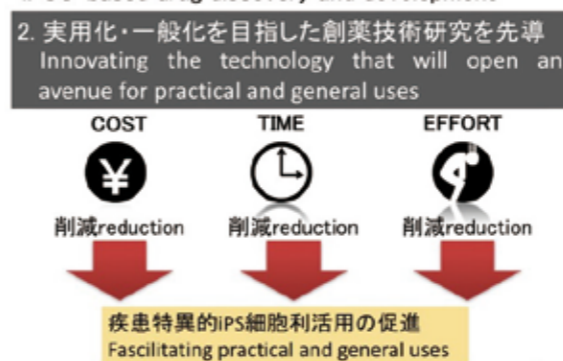 2. 実用化・一般化を目指した創薬技術研究を先導
Innovating the technology that will open an
avenue for practical and general uses
COST TIME EFFORT
¥
削減reduction 削減reduction 削減reduction
疾患特異的iPS細胞利活用の促進
Fascilitating practical and general uses